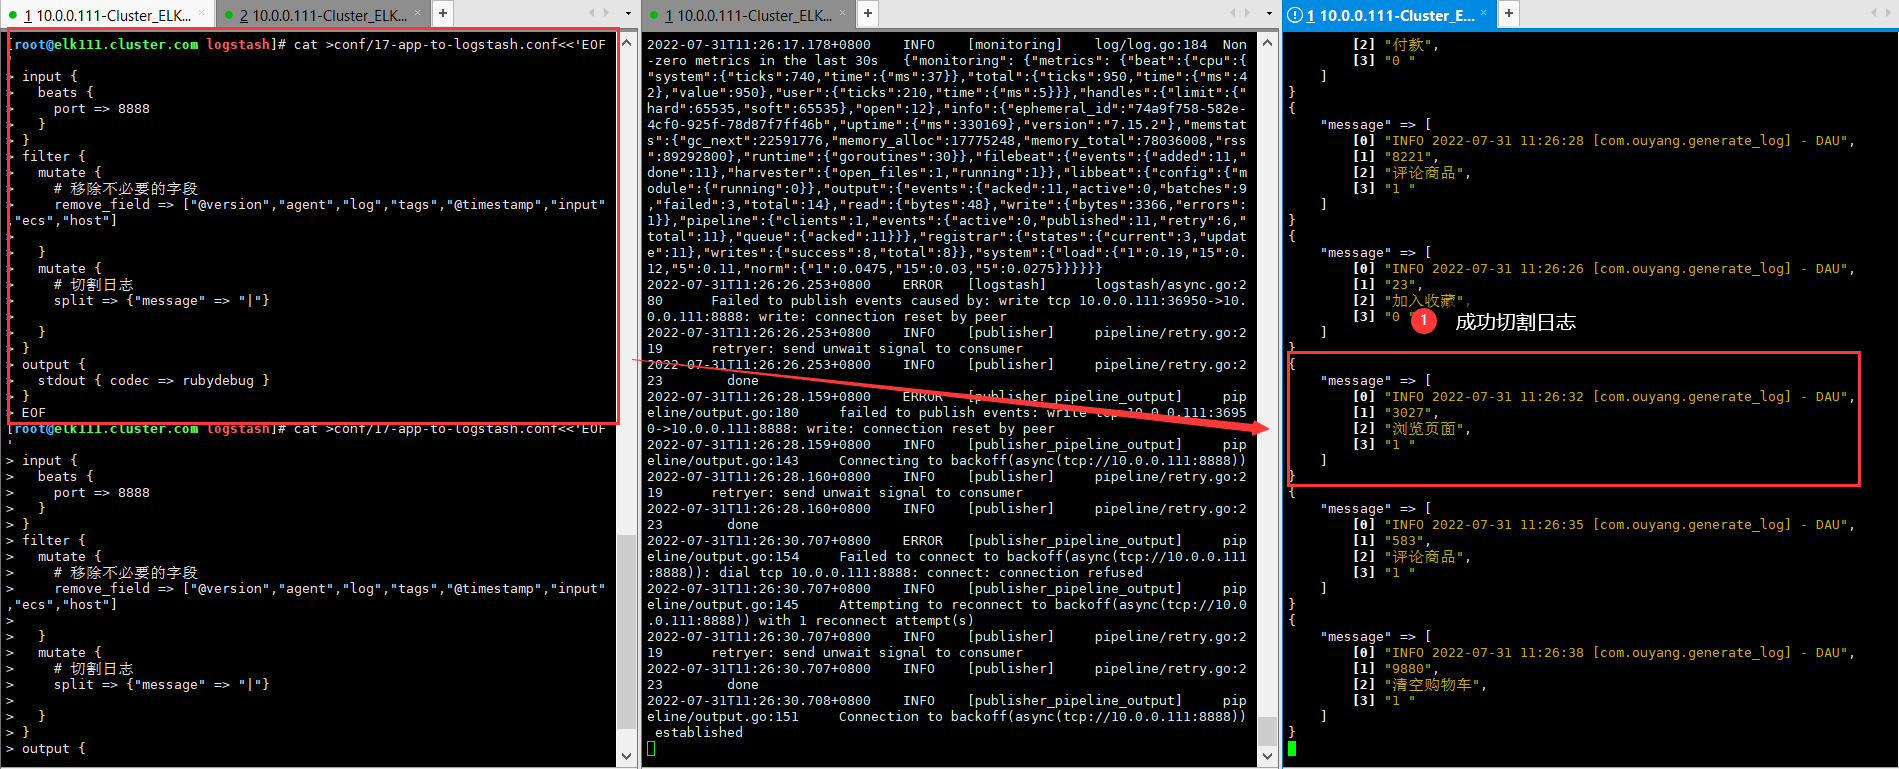 1 10.0.0.111-Cluster_ELK...
2 10.0.0.111-Cluster_ELK...
[root@elk111.cluster.com logstash]# cat >conf/17-app-to-logstash.conf<<'EOF
'
> input {
>   beats {
>     port => 8888
>   }
> }
> filter {
>   mutate {
>     # 移除不必要的字段
>     remove_field => ["@version","agent","log","tags","@timestamp","input"
,"ecs","host"]
>
>   }
>   mutate {
>     # 切割日志
>     split => {"message" => "|"}
>
>   }
> }
> output {
>   stdout { codec => rubydebug }
> }
> EOF
[root@elk111.cluster.com logstash]# cat >conf/17-app-to-logstash.conf<<'EOF
'
> input {
>   beats {
>     port => 8888
>   }
> }
> filter {
>   mutate {
>     # 移除不必要的字段
>     remove_field => ["@version","agent","log","tags","@timestamp","input"
,"ecs","host"]
>
>   }
>   mutate {
>     # 切割日志
>     split => {"message" => "|"}
>
>   }
> }
> output {
1 10.0.0.111-Cluster_ELK...
2022-07-31T11:26:17.178+0800    INFO    [monitoring]    log/log.go:184  Non
-zero metrics in the last 30s   {"monitoring": {"metrics": {"beat":{"cpu":{
"system":{"ticks":740,"time":{"ms":37}},"total":{"ticks":950,"time":{"ms":4
2},"value":950},"user":{"ticks":210,"time":{"ms":5}}},"handles":{"limit":{"
hard":65535,"soft":65535},"open":12},"info":{"ephemeral_id":"74a9f758-582e-
4cf0-925f-78d87f7ff46b","uptime":{"ms":330169},"version":"7.15.2"},"memstat
s":{"gc_next":22591776,"memory_alloc":17775248,"memory_total":78036008,"rss
":89292800},"runtime":{"goroutines":30}},"filebeat":{"events":{"added":11,"
done":11},"harvester":{"open_files":1,"running":1}},"libbeat":{"config":{"m
odule":{"running":0}},"output":{"events":{"acked":11,"active":0,"batches":9
,"failed":3,"total":14},"read":{"bytes":48},"write":{"bytes":3366,"errors":
1}},"pipeline":{"clients":1,"events":{"active":0,"published":11,"retry":6,"
total":11},"queue":{"acked":11}}},"registrar":{"states":{"current":3,"updat
e":11},"writes":{"success":8,"total":8}},"system":{"load":{"1":0.19,"15":0.
12,"5":0.11,"norm":{"1":0.0475,"15":0.03,"5":0.0275}}}}}}
2022-07-31T11:26:26.253+0800    ERROR   [logstash]      logstash/async.go:2
80      Failed to publish events caused by: write tcp 10.0.0.111:36950->10.
0.0.111:8888: write: connection reset by peer
2022-07-31T11:26:26.253+0800    INFO    [publisher]     pipeline/retry.go:2
19      retryer: send unwait signal to consumer
2022-07-31T11:26:26.253+0800    INFO    [publisher]     pipeline/retry.go:2
23        done
2022-07-31T11:26:28.159+0800    ERROR   [publisher_pipeline_output]     pip
eline/output.go:180     failed to publish events: write tcp 10.0.0.111:3695
0->10.0.0.111:8888: write: connection reset by peer
2022-07-31T11:26:28.159+0800    INFO    [publisher_pipeline_output]     pip
eline/output.go:143     Connecting to backoff(async(tcp://10.0.0.111:8888))
2022-07-31T11:26:28.160+0800    INFO    [publisher]     pipeline/retry.go:2
19      retryer: send unwait signal to consumer
2022-07-31T11:26:28.160+0800    INFO    [publisher]     pipeline/retry.go:2
23        done
2022-07-31T11:26:30.707+0800    ERROR   [publisher_pipeline_output]     pip
eline/output.go:154     Failed to connect to backoff(async(tcp://10.0.0.111
:8888)): dial tcp 10.0.0.111:8888: connect: connection refused
2022-07-31T11:26:30.707+0800    INFO    [publisher_pipeline_output]     pip
eline/output.go:145     Attempting to reconnect to backoff(async(tcp://10.0
.0.111:8888)) with 1 reconnect attempt(s)
2022-07-31T11:26:30.707+0800    INFO    [publisher]     pipeline/retry.go:2
19      retryer: send unwait signal to consumer
2022-07-31T11:26:30.707+0800    INFO    [publisher]     pipeline/retry.go:2
23        done
2022-07-31T11:26:30.708+0800    INFO    [publisher_pipeline_output]     pip
eline/output.go:151     Connection to backoff(async(tcp://10.0.0.111:8888))
 established
1 10.0.0.111-Cluster_E...
        [2] "付款",
        [3] "0 "
    ]
}
{
    "message" => [
        [0] "INFO 2022-07-31 11:26:28 [com.ouyang.generate_log] - DAU",
        [1] "8221",
        [2] "评论商品",
        [3] "1 "
    ]
}
{
    "message" => [
        [0] "INFO 2022-07-31 11:26:26 [com.ouyang.generate_log] - DAU",
        [1] "23",
        [2] "加入收藏",
        [3] "0 "
1 成功切割日志
    ]
}
{
    "message" => [
        [0] "INFO 2022-07-31 11:26:32 [com.ouyang.generate_log] - DAU",
        [1] "3027",
        [2] "浏览页面",
        [3] "1 "
    ]
}
{
    "message" => [
        [0] "INFO 2022-07-31 11:26:35 [com.ouyang.generate_log] - DAU",
        [1] "583",
        [2] "评论商品",
        [3] "1 "
    ]
}
{
    "message" => [
        [0] "INFO 2022-07-31 11:26:38 [com.ouyang.generate_log] - DAU",
        [1] "9880",
        [2] "清空购物车",
        [3] "1 "
    ]
}